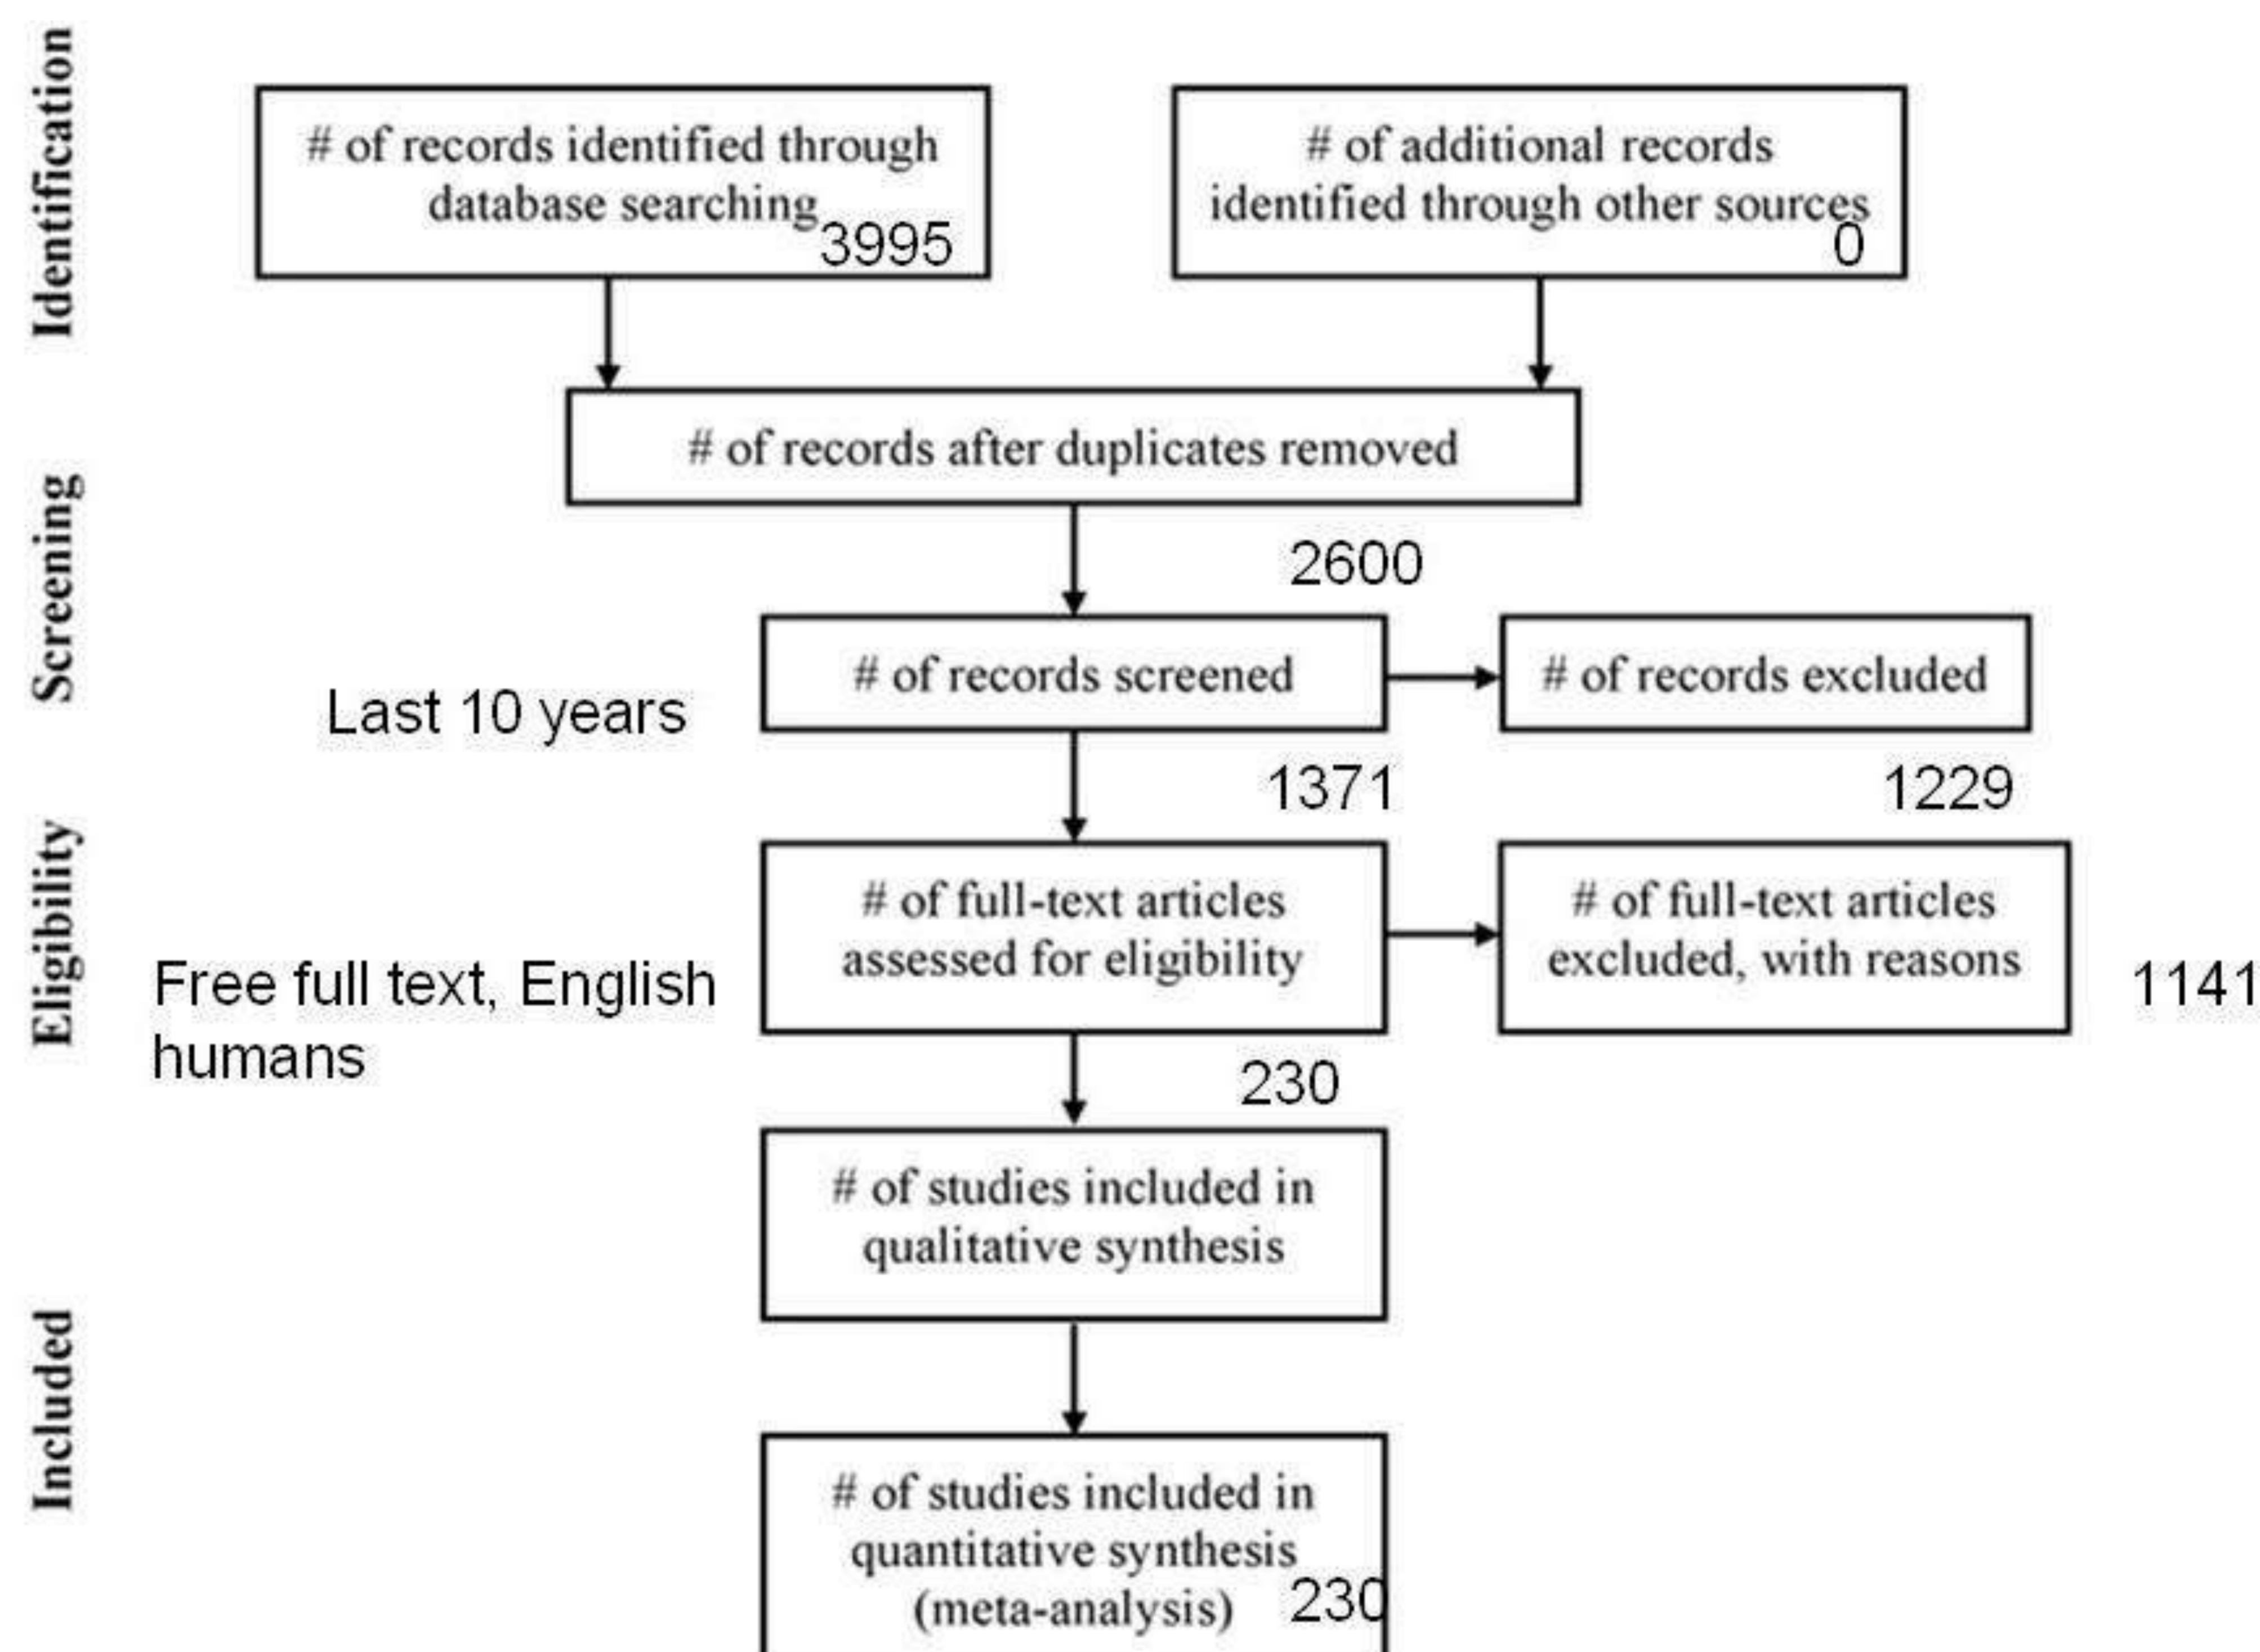 Identification
# of records identified through
database searching
3995
# of additional records
identified through other sources
0
# of records after duplicates removed
2600
Screening
# of records screened
# of records excluded
Last 10 years
1371
1229
Eligibility
# of full-text articles
assessed for eligibility
# of full-text articles
excluded, with reasons
1141
Free full text, English
humans
230
# of studies included in
qualitative synthesis
Included
# of studies included in
quantitative synthesis
(meta-analysis)
230